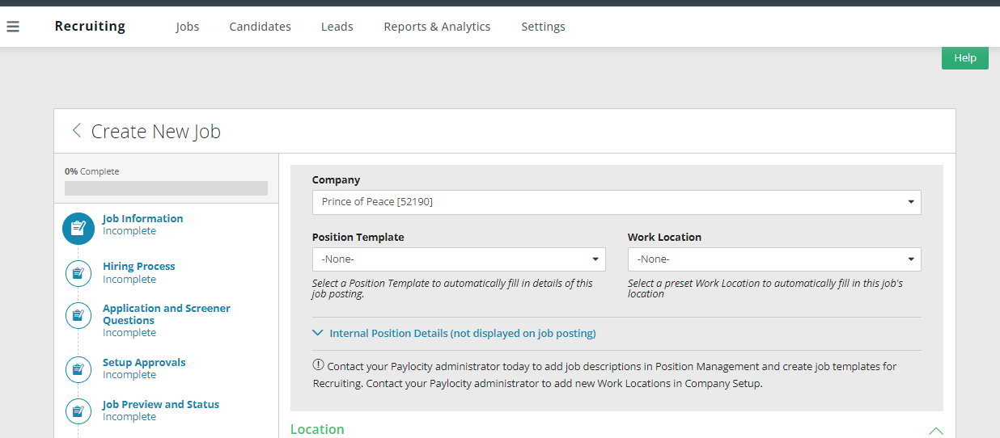 Recruiting Jobs Candidates Leads Reports & Analytics Settings
Help
Create New Job
0% Complete
Job Information
Incomplete
Hiring Process
Incomplete
Application and Screener
Questions
Incomplete
Setup Approvals
Incomplete
Job Preview and Status
Incomplete
Company
Prince of Peace [52190]
Position Template
-None-
Select a Position Template to automatically fill in details of this
job posting.
Work Location
-None-
Select a preset Work Location to automatically fill in this job's
location
Internal Position Details (not displayed on job posting)
Contact your Paylocity administrator today to add job descriptions in Position Management and create job templates for
Recruiting. Contact your Paylocity administrator to add new Work Locations in Company Setup.
Location